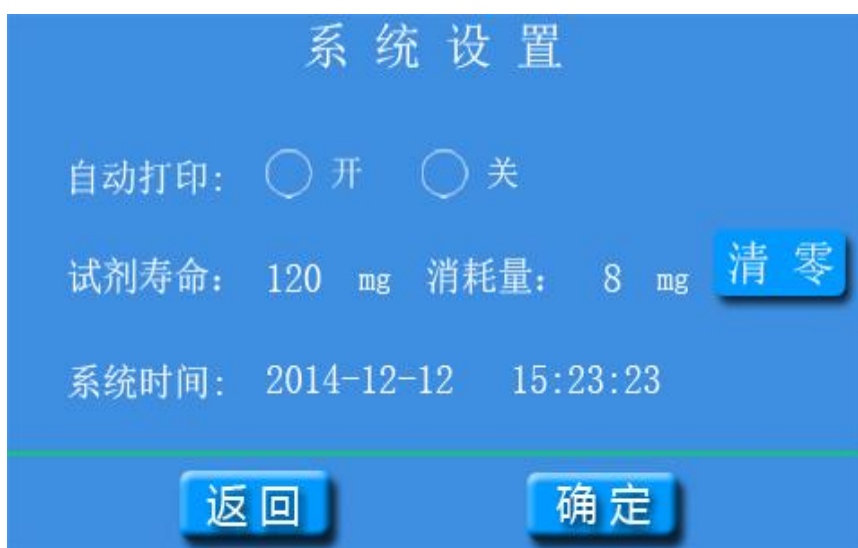 系统设置
自动打印: 开 关
试剂寿命: 120 mg 消耗量: 8 mg 清零
系统时间: 2014-12-12 15:23:23
返回 确定